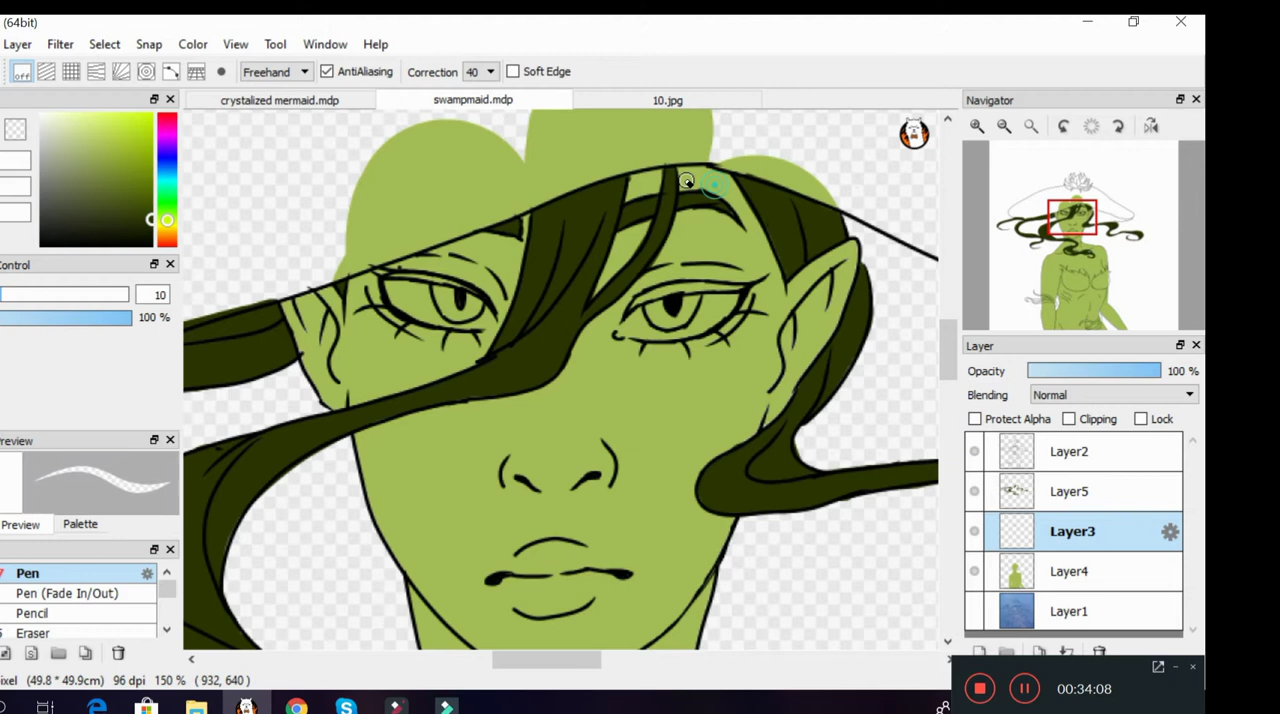 (64bit)
Layer Filter Select Snap Color View Tool Window Help
off Freehand AntiAliasing Correction 40 Soft Edge
crystalized mermaid.mdp swampmaid.mdp 10.jpg
Navigator
Control
10
100 %
Layer
Opacity 100 %
Blending Normal
Protect Alpha Clipping Lock
Layer2
Layer5
Layer3
Layer4
Layer1
Preview
Preview Palette
Pen
Pen (Fade In/Out)
Pencil
Eraser
ixel (49.8 * 49.9cm) 96 dpi 150 % ( 932, 640 )
00:34:08